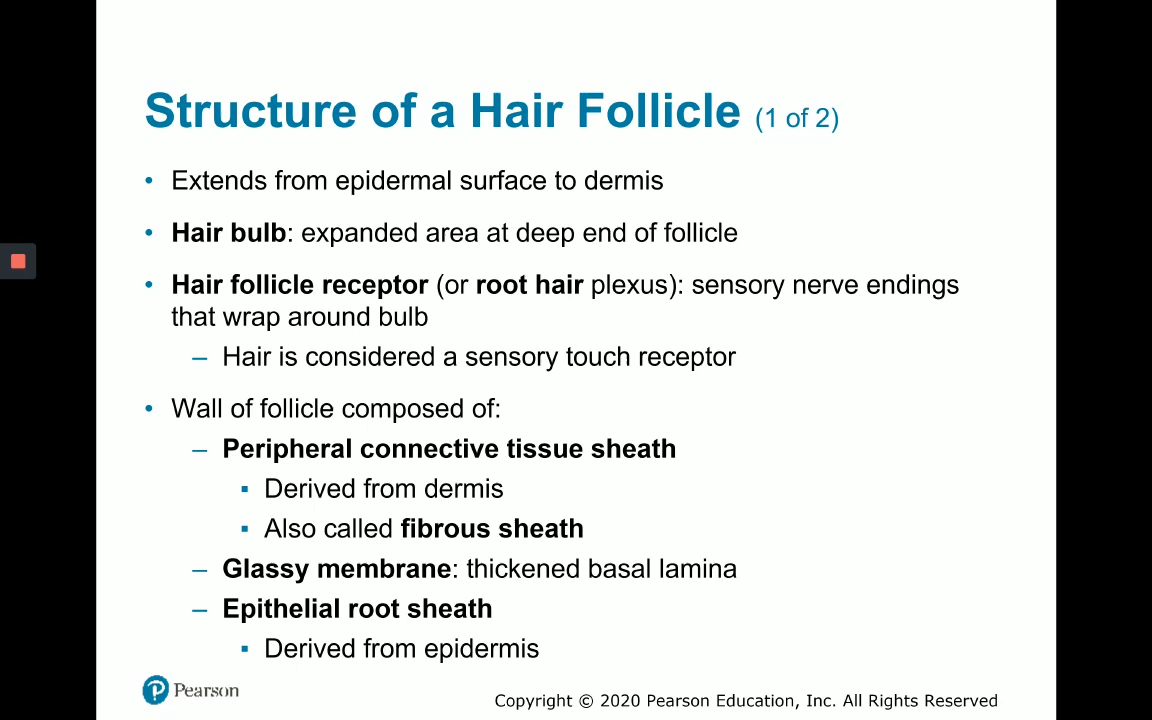 Structure of a Hair Follicle (1 of 2)
• Extends from epidermal surface to dermis
• Hair bulb: expanded area at deep end of follicle
• Hair follicle receptor (or root hair plexus): sensory nerve endings
that wrap around bulb
– Hair is considered a sensory touch receptor
• Wall of follicle composed of:
– Peripheral connective tissue sheath
▪ Derived from dermis
▪ Also called fibrous sheath
– Glassy membrane: thickened basal lamina
– Epithelial root sheath
▪ Derived from epidermis
P Pearson
Copyright © 2020 Pearson Education, Inc. All Rights Reserved